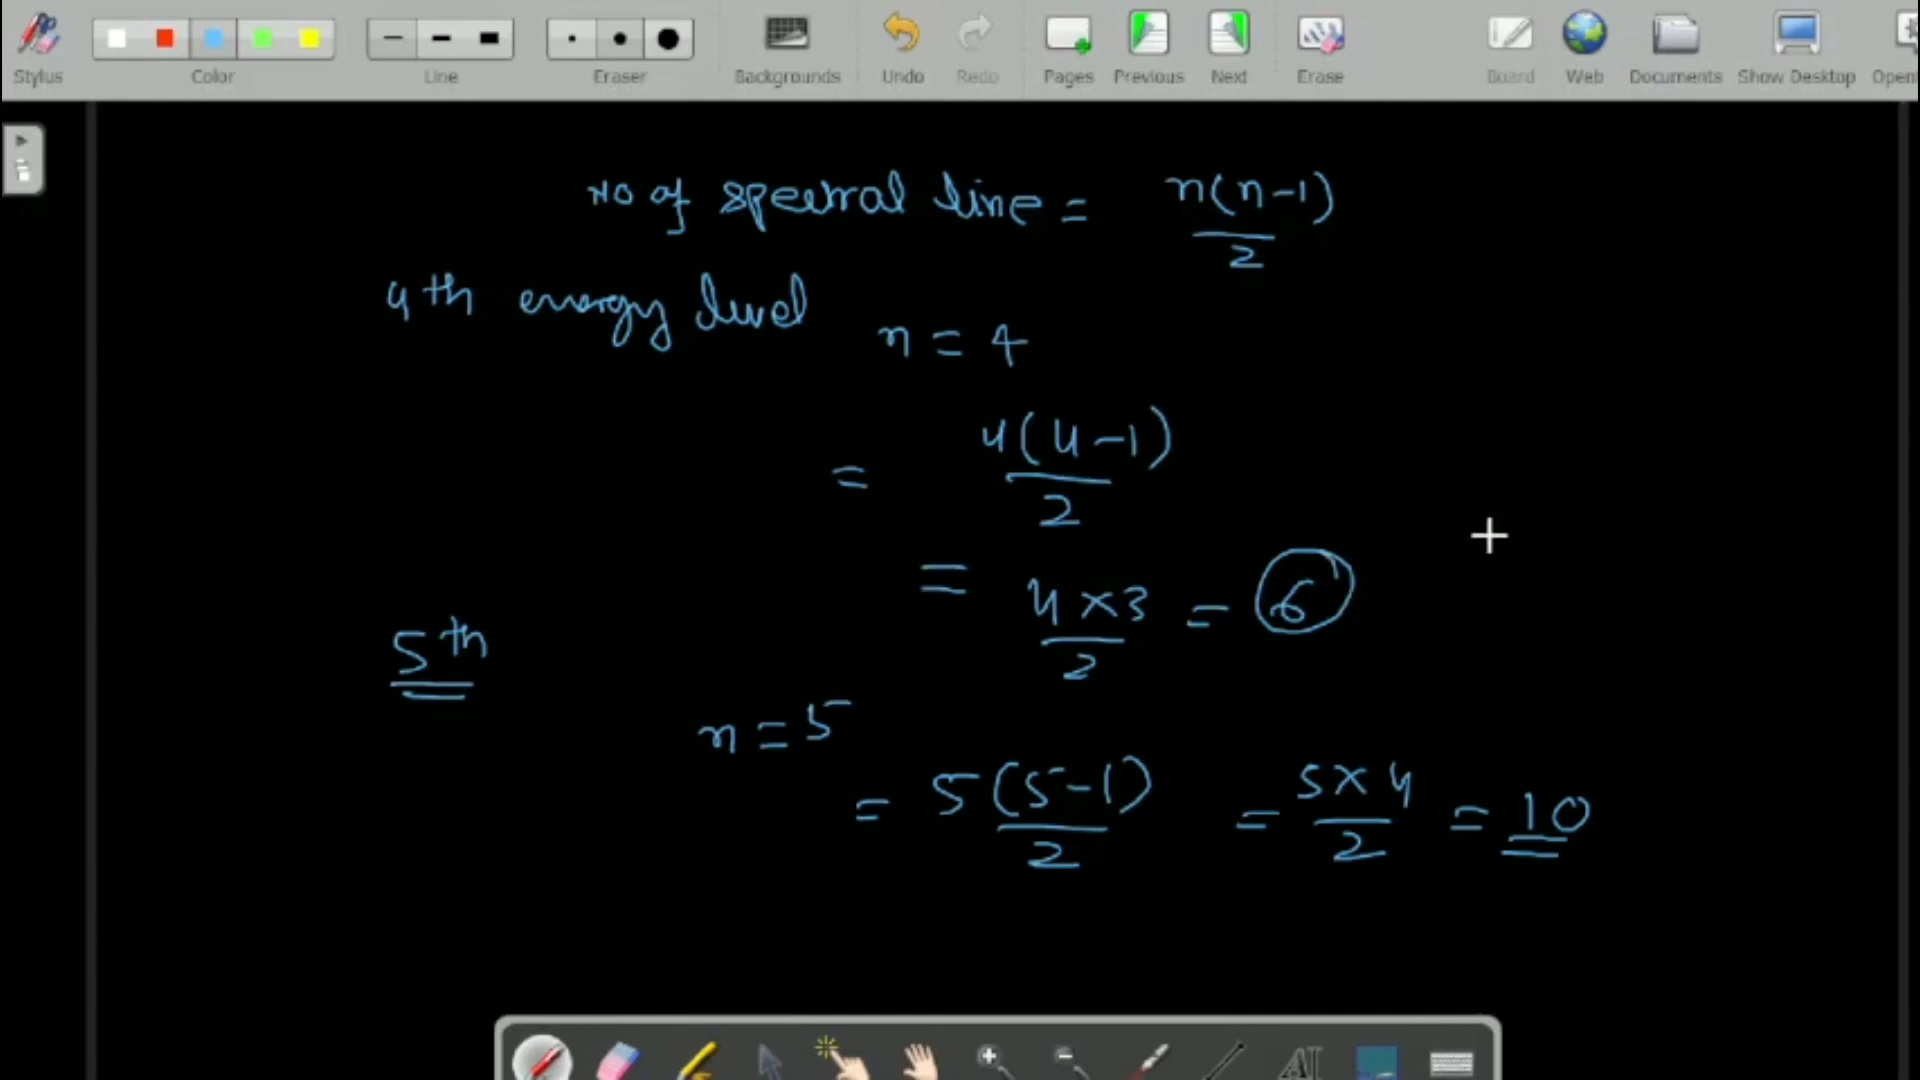 Stylus Color Line Eraser Backgrounds Undo Redo Pages Previous Next Erase Board Web Documents Show Desktop Open
No of spectral line = n(n-1)/2
4th energy level
n = 4
= 4(4-1)/2
= 4×3/2 = 6
5th
n = 5
= 5(5-1)/2 = 5×4/2 = 10
AI